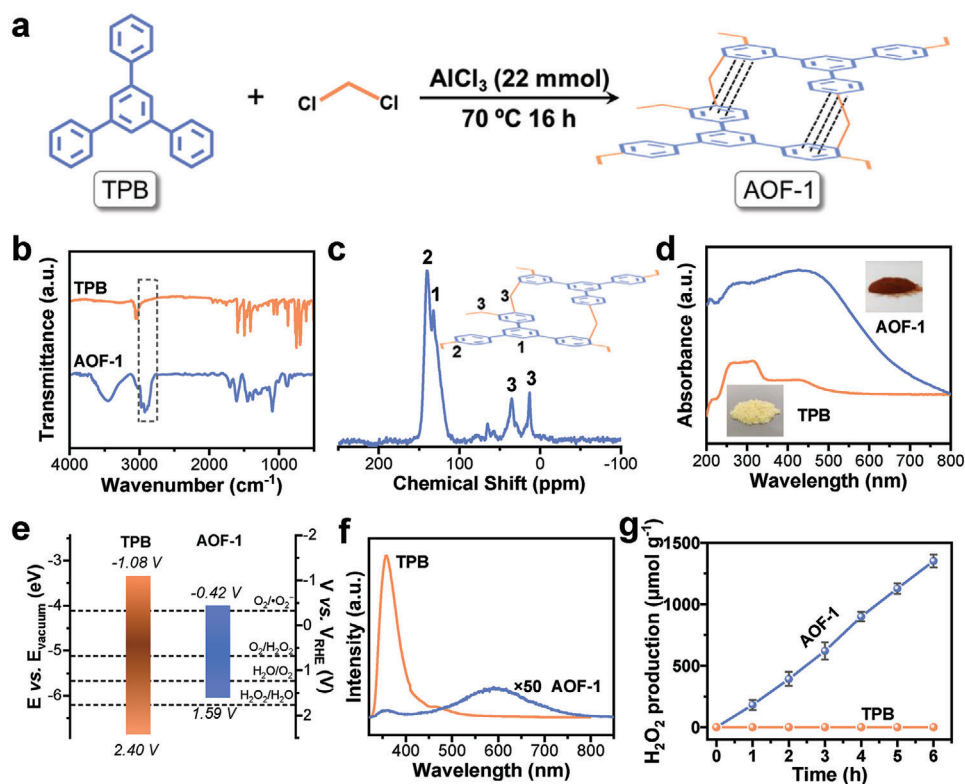 a
TPB
+
Cl
Cl
AlCl₃ (22 mmol)
70 ºC 16 h
AOF-1
b
TPB
AOF-1
Transmittance (a.u.)
4000 3000 2000 1000
Wavenumber (cm⁻¹)
c
2
1
3
3
2
1
3
3
200 100 0 -100
Chemical Shift (ppm)
d
Absorbance (a.u.)
AOF-1
TPB
200 300 400 500 600 700 800
Wavelength (nm)
e
TPB
AOF-1
-1.08 V
-0.42 V
O₂/•O₂⁻
O₂/H₂O₂
H₂O/O₂
H₂O₂/H₂O
1.59 V
2.40 V
E vs. Evacuum (eV)
-3
-4
-5
-6
-2
-1
0
1
2
V vs. VRHE (V)
f
TPB
×50 AOF-1
Intensity (a.u.)
400 500 600 700 800
Wavelength (nm)
g
H₂O₂ production (μmol g⁻¹)
1500
1000
500
0
AOF-1
TPB
0 1 2 3 4 5 6
Time (h)